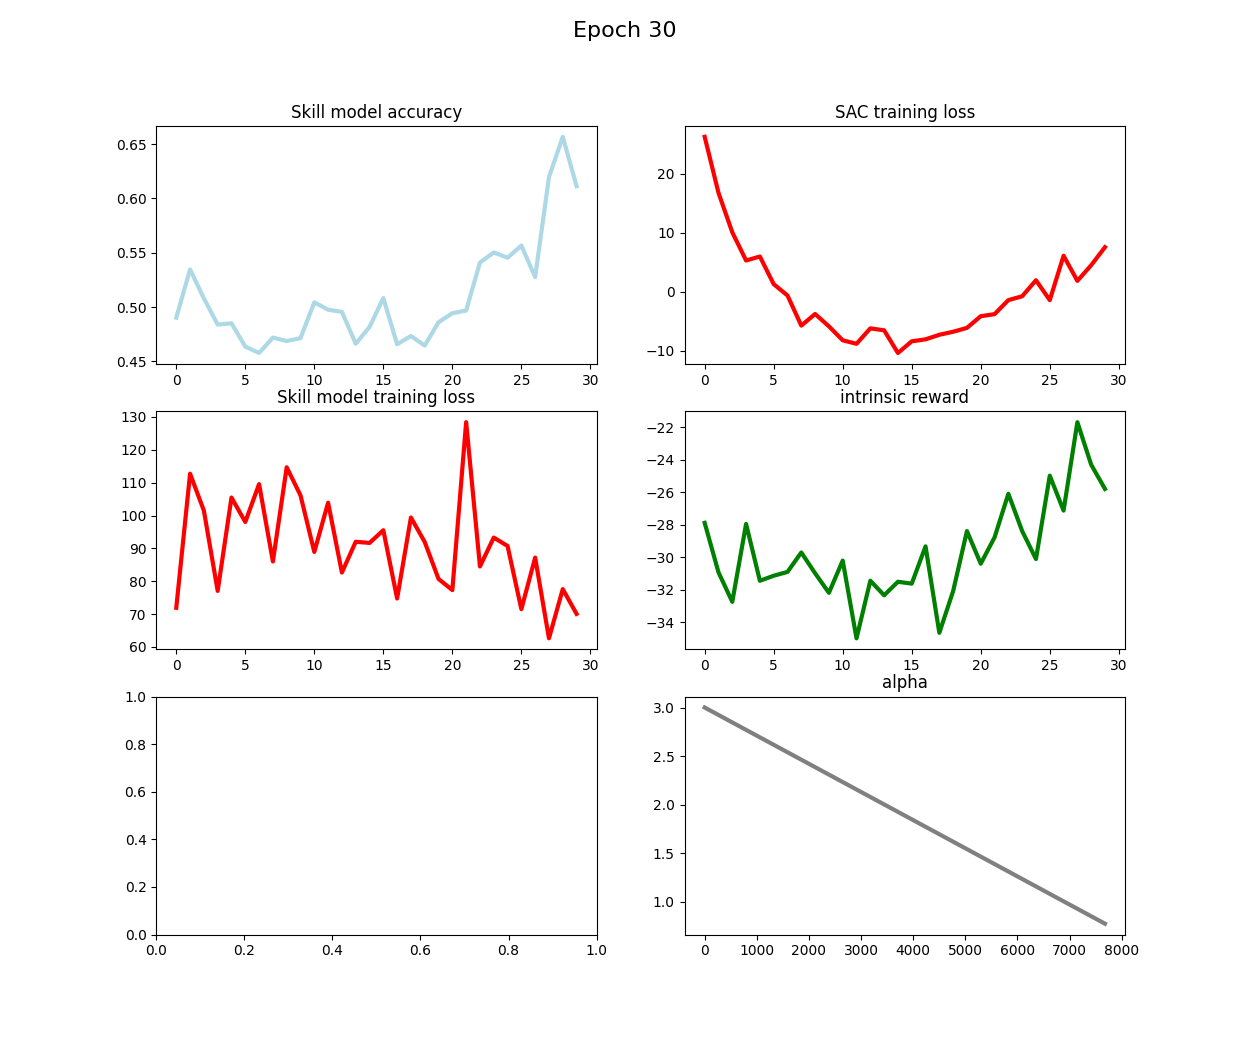 Epoch 30
Skill model accuracy
0.65
0.60
0.55
0.50
0.45
0 5 10 15 20 25 30
SAC training loss
20
10
0
−10
0 5 10 15 20 25 30
Skill model training loss
130
120
110
100
90
80
70
60
0 5 10 15 20 25 30
intrinsic reward
−22
−24
−26
−28
−30
−32
−34
0 5 10 15 20 25 30
1.0
0.8
0.6
0.4
0.2
0.0
0.0 0.2 0.4 0.6 0.8 1.0
alpha
3.0
2.5
2.0
1.5
1.0
0 1000 2000 3000 4000 5000 6000 7000 8000